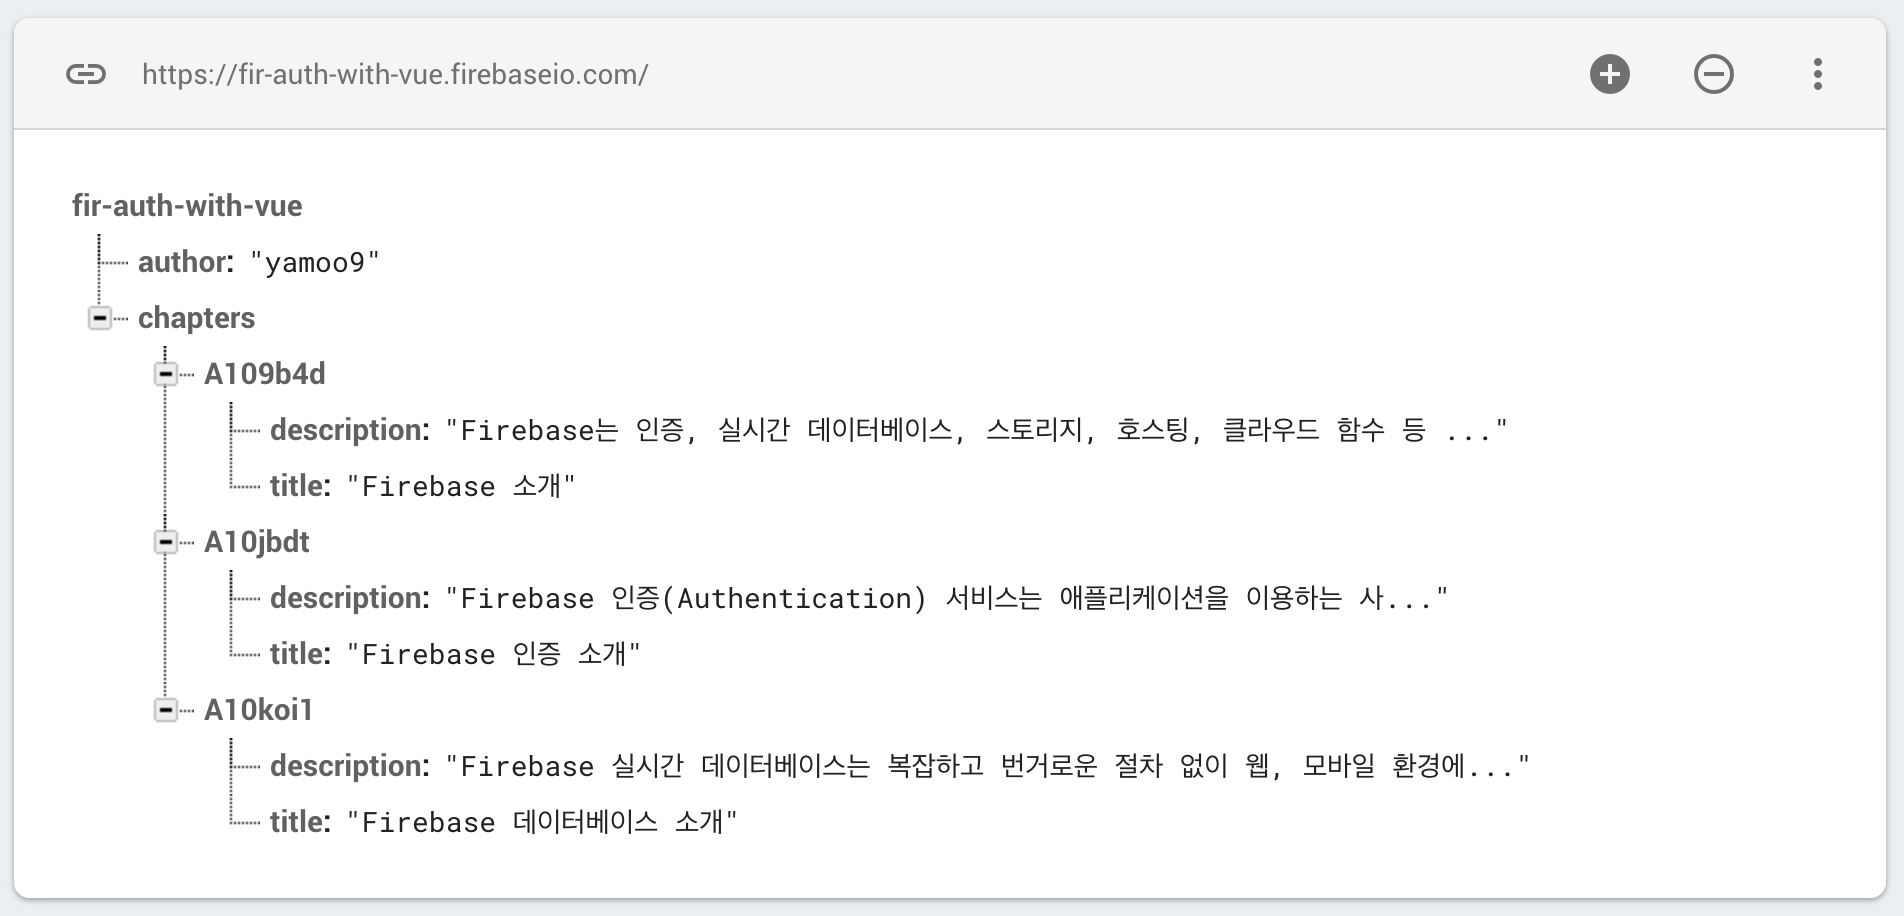 https://fir-auth-with-vue.firebaseio.com/
fir-auth-with-vue
author: "yamoo9"
chapters
A109b4d
description: "Firebase는 인증, 실시간 데이터베이스, 스토리지, 호스팅, 클라우드 함수 등 ..."
title: "Firebase 소개"
A10jbdt
description: "Firebase 인증(Authentication) 서비스는 애플리케이션을 이용하는 사..."
title: "Firebase 인증 소개"
A10koi1
description: "Firebase 실시간 데이터베이스는 복잡하고 번거로운 절차 없이 웹, 모바일 환경에..."
title: "Firebase 데이터베이스 소개"